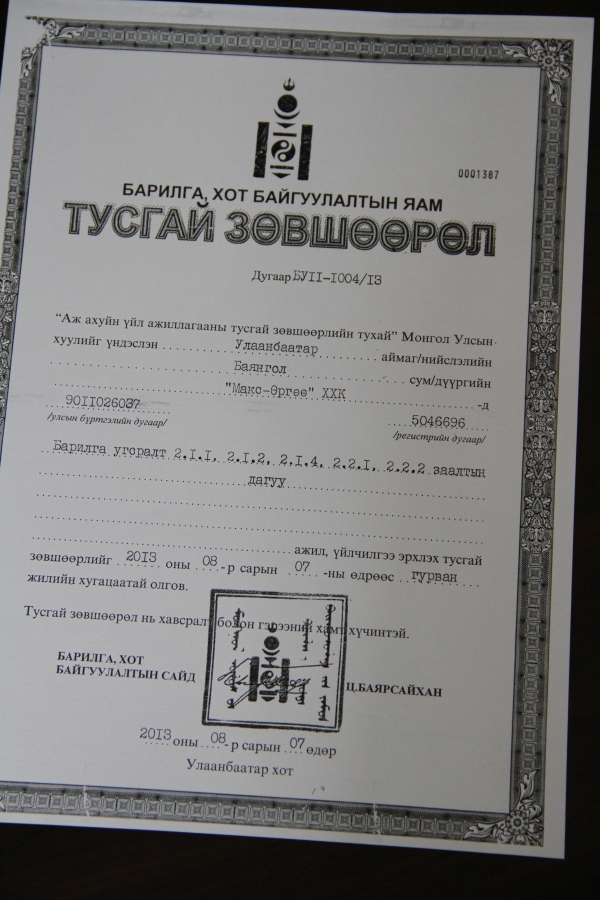 0001387
БАРИЛГА, ХОТ БАЙГУУЛАЛТЫН ЯАМ
ТУСГАЙ ЗӨВШӨӨРӨЛ
Дугаар БУII-I004/I3
“Аж ахуйн үйл ажиллагааны тусгай зөвшөөрлийн тухай” Монгол Улсын
хуулийг үндэслэн Улаанбаатар аймаг/нийслэлийн
Баянгол сум/дүүргийн
"Макс-Өргөө" ХХК -д
90II026037 5046696
/улсын бүртгэлийн дугаар/ /регистрийн дугаар/
Барилга угсралт 2.I.I, 2.I.2, 2.I.4, 2.2.I, 2.2.2 заалтын
дагуу
ажил, үйлчилгээ эрхлэх тусгай
зөвшөөрлийг 20I3 оны 08-р сарын 07-ны өдрөөс гурван
жилийн хугацаатай олгов.
Тусгай зөвшөөрөл нь хавсралт болон гэрээний хамт хүчинтэй.
БАРИЛГА, ХОТ
БАЙГУУЛАЛТЫН САЙД Ц.БАЯРСАЙХАН
20I3 оны 08-р сарын 07 өдөр
Улаанбаатар хот